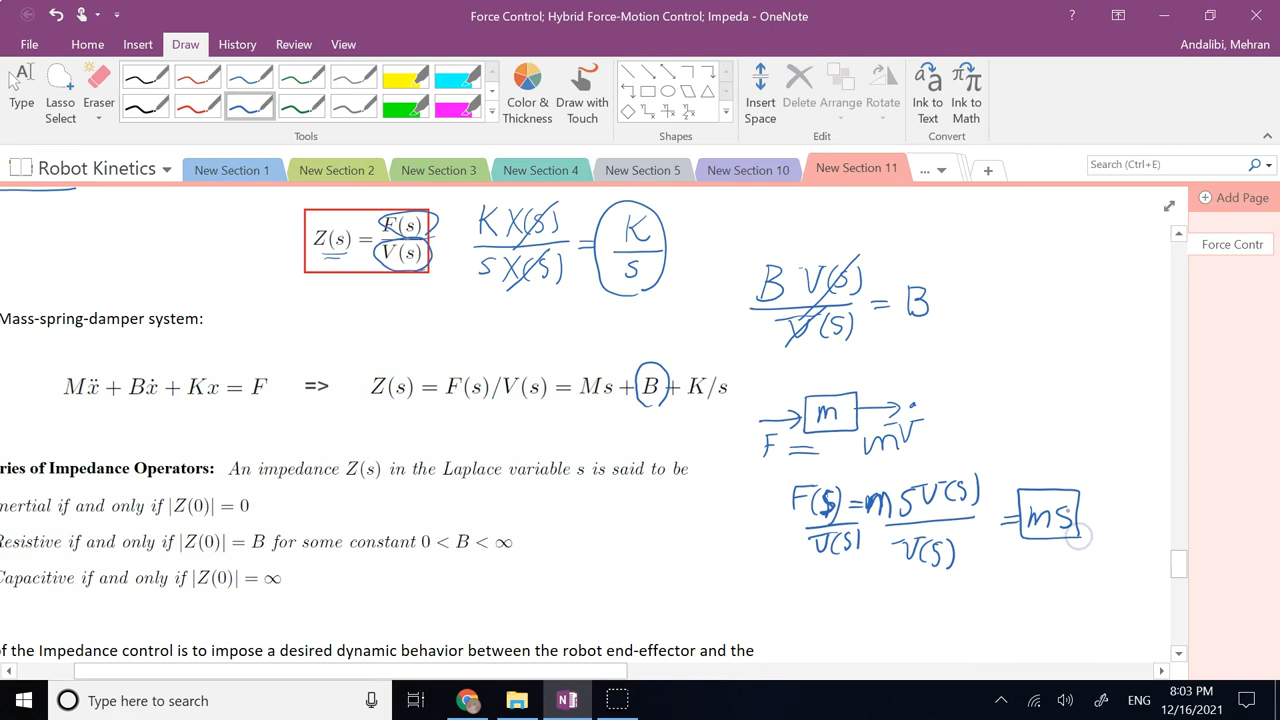 Force Control; Hybrid Force-Motion Control; Impeda - OneNote
File Home Insert Draw History Review View
Andalibi, Mehran
Type
Lasso Select
Eraser
Color & Thickness
Draw with Touch
Insert Space
Delete
Arrange
Rotate
Ink to Text
Ink to Math
Tools
Shapes
Edit
Convert
Robot Kinetics
New Section 1
New Section 2
New Section 3
New Section 4
New Section 5
New Section 10
New Section 11
...
Search (Ctrl+E)
Add Page
Force Contr
Z(s) = F(s)/V(s)
K X(s) / s X(s) = K/s
B V(s) / V(s) = B
Mass-spring-damper system:
Mẍ + Bẋ + Kx = F => Z(s) = F(s)/V(s) = Ms + B + K/s
m
F = m V̇
F(s) / V(s) = m s V(s) / V(s) = ms
ries of Impedance Operators: An impedance Z(s) in the Laplace variable s is said to be
nertial if and only if |Z(0)| = 0
Resistive if and only if |Z(0)| = B for some constant 0 < B < ∞
Capacitive if and only if |Z(0)| = ∞
of the Impedance control is to impose a desired dynamic behavior between the robot end-effector and the
Type here to search
ENG
8:03 PM
12/16/2021